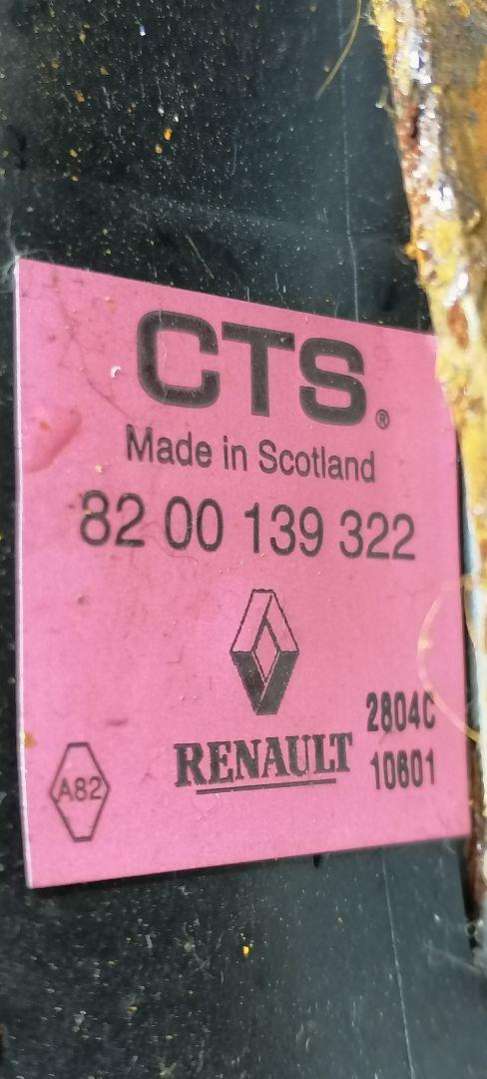 CTS®
Made in Scotland
82 00 139 322
RENAULT
2804C
10601
A82